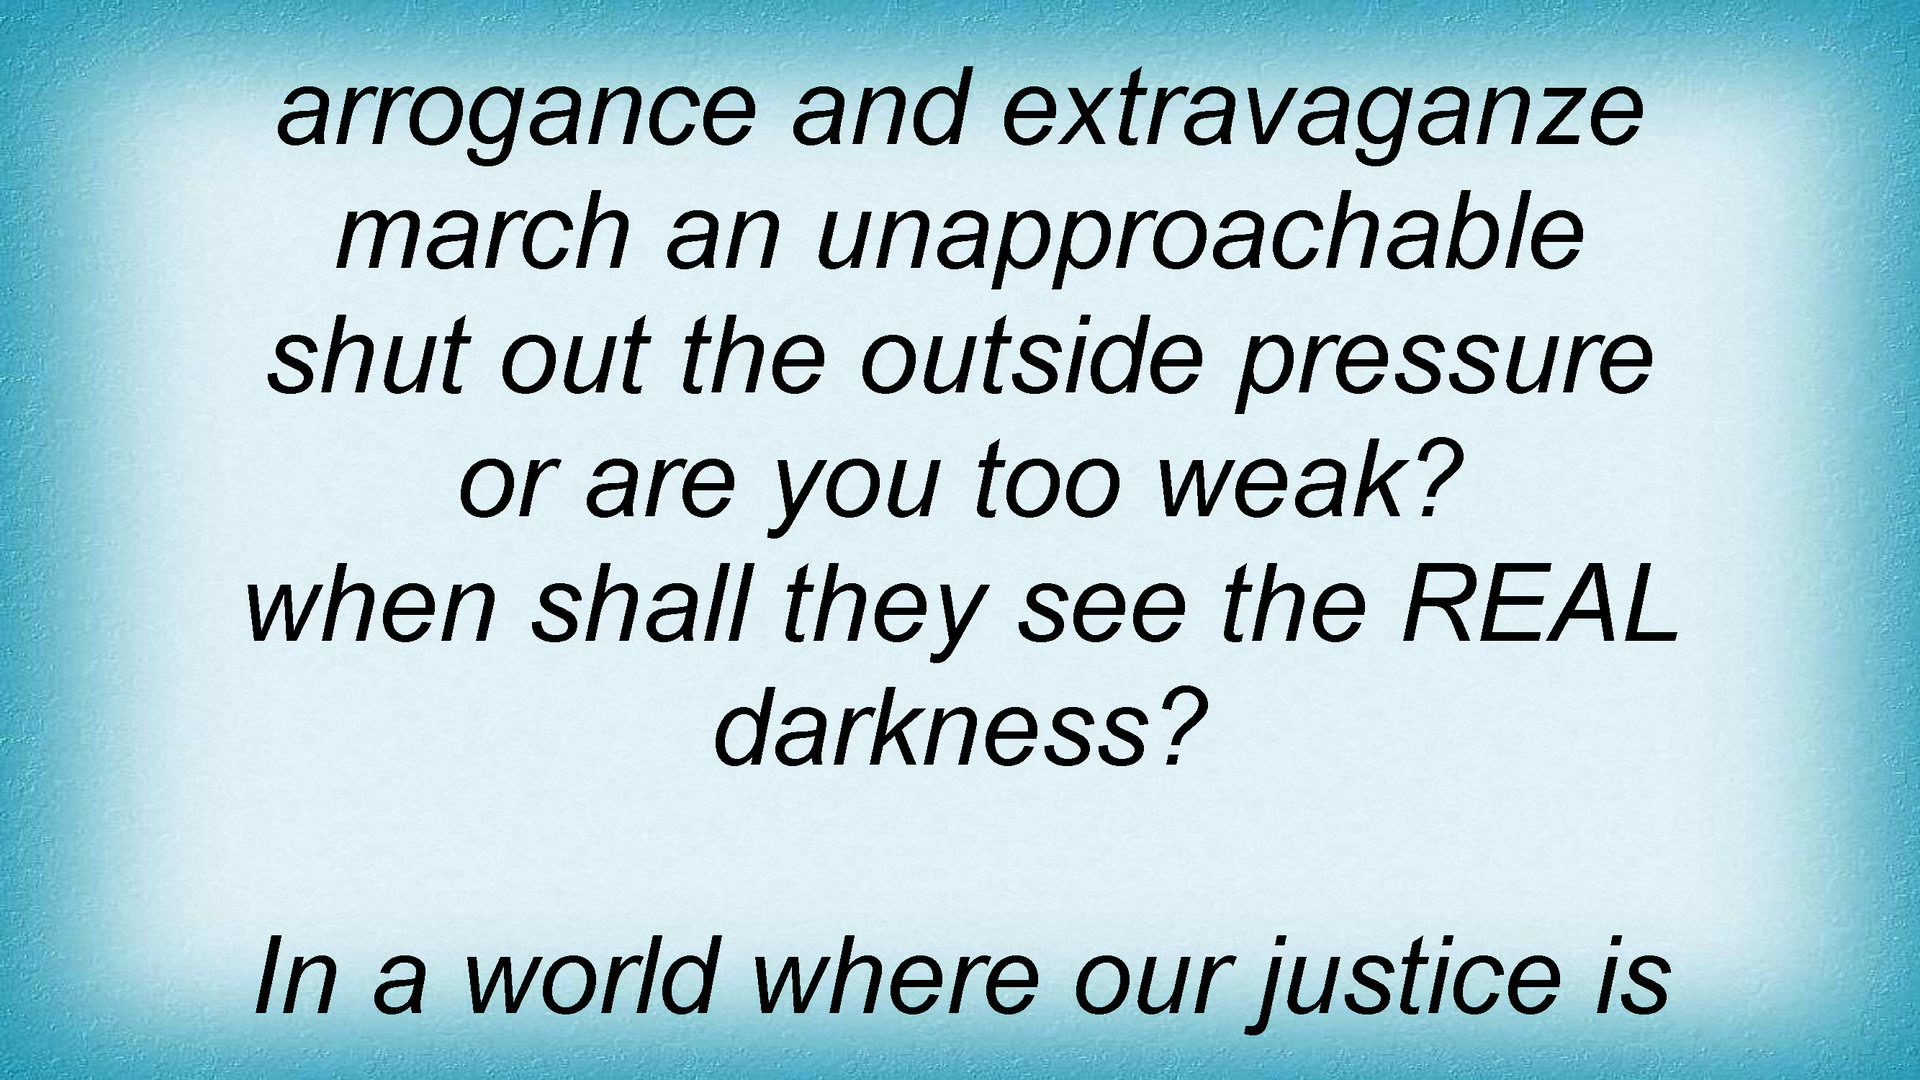 arrogance and extravaganze
march an unapproachable
shut out the outside pressure
or are you too weak?
when shall they see the REAL
darkness?
In a world where our justice is